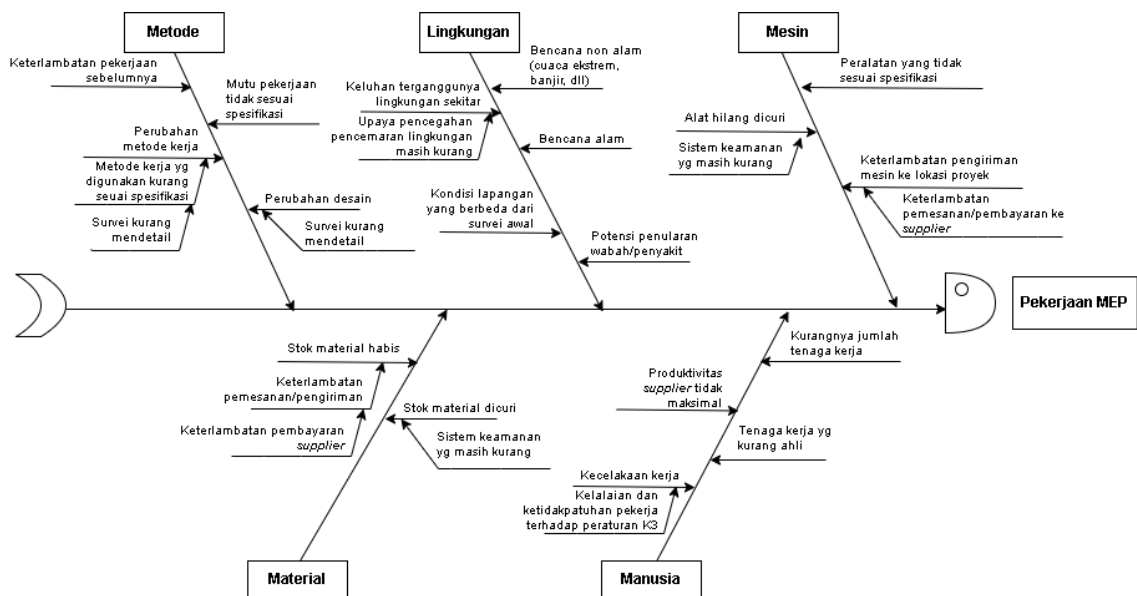 Metode
Keterlambatan pekerjaan
sebelumnya
Mutu pekerjaan
tidak sesuai
spesifikasi
Perubahan
metode kerja
Metode kerja yg
digunakan kurang
seuai spesifikasi
Survei kurang
mendetail
Perubahan desain
Survei kurang
mendetail
Lingkungan
Bencana non alam
(cuaca ekstrem,
banjir, dll)
Keluhan terganggunya
lingkungan sekitar
Upaya pencegahan
pencemaran lingkungan
masih kurang
Bencana alam
Kondisi lapangan
yang berbeda dari
survei awal
Potensi penularan
wabah/penyakit
Mesin
Peralatan yang tidak
sesuai spesifikasi
Alat hilang dicuri
Sistem keamanan
yg masih kurang
Keterlambatan pengiriman
mesin ke lokasi proyek
Keterlambatan
pemesanan/pembayaran ke
supplier
Pekerjaan MEP
Stok material habis
Keterlambatan
pemesanan/pengiriman
Keterlambatan pembayaran
supplier
Stok material dicuri
Sistem keamanan
yg masih kurang
Material
Kurangnya jumlah
tenaga kerja
Produktivitas
supplier tidak
maksimal
Tenaga kerja yg
kurang ahli
Kecelakaan kerja
Kelalaian dan
ketidakpatuhan pekerja
terhadap peraturan K3
Manusia